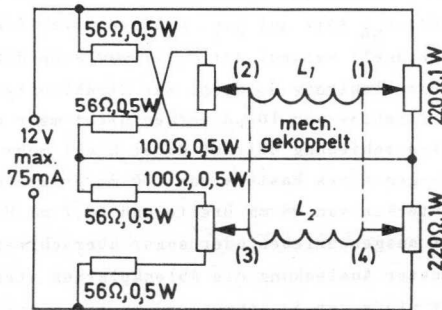 56Ω,0,5W
(2)
L₁
(1)
220Ω,1W
56Ω,0,5W
mech.
gekoppelt
12V
max.
75mA
100Ω,0,5W
100Ω,0,5W
56Ω,0,5W
L₂
(3)
(4)
220Ω,1W
56Ω,0,5W